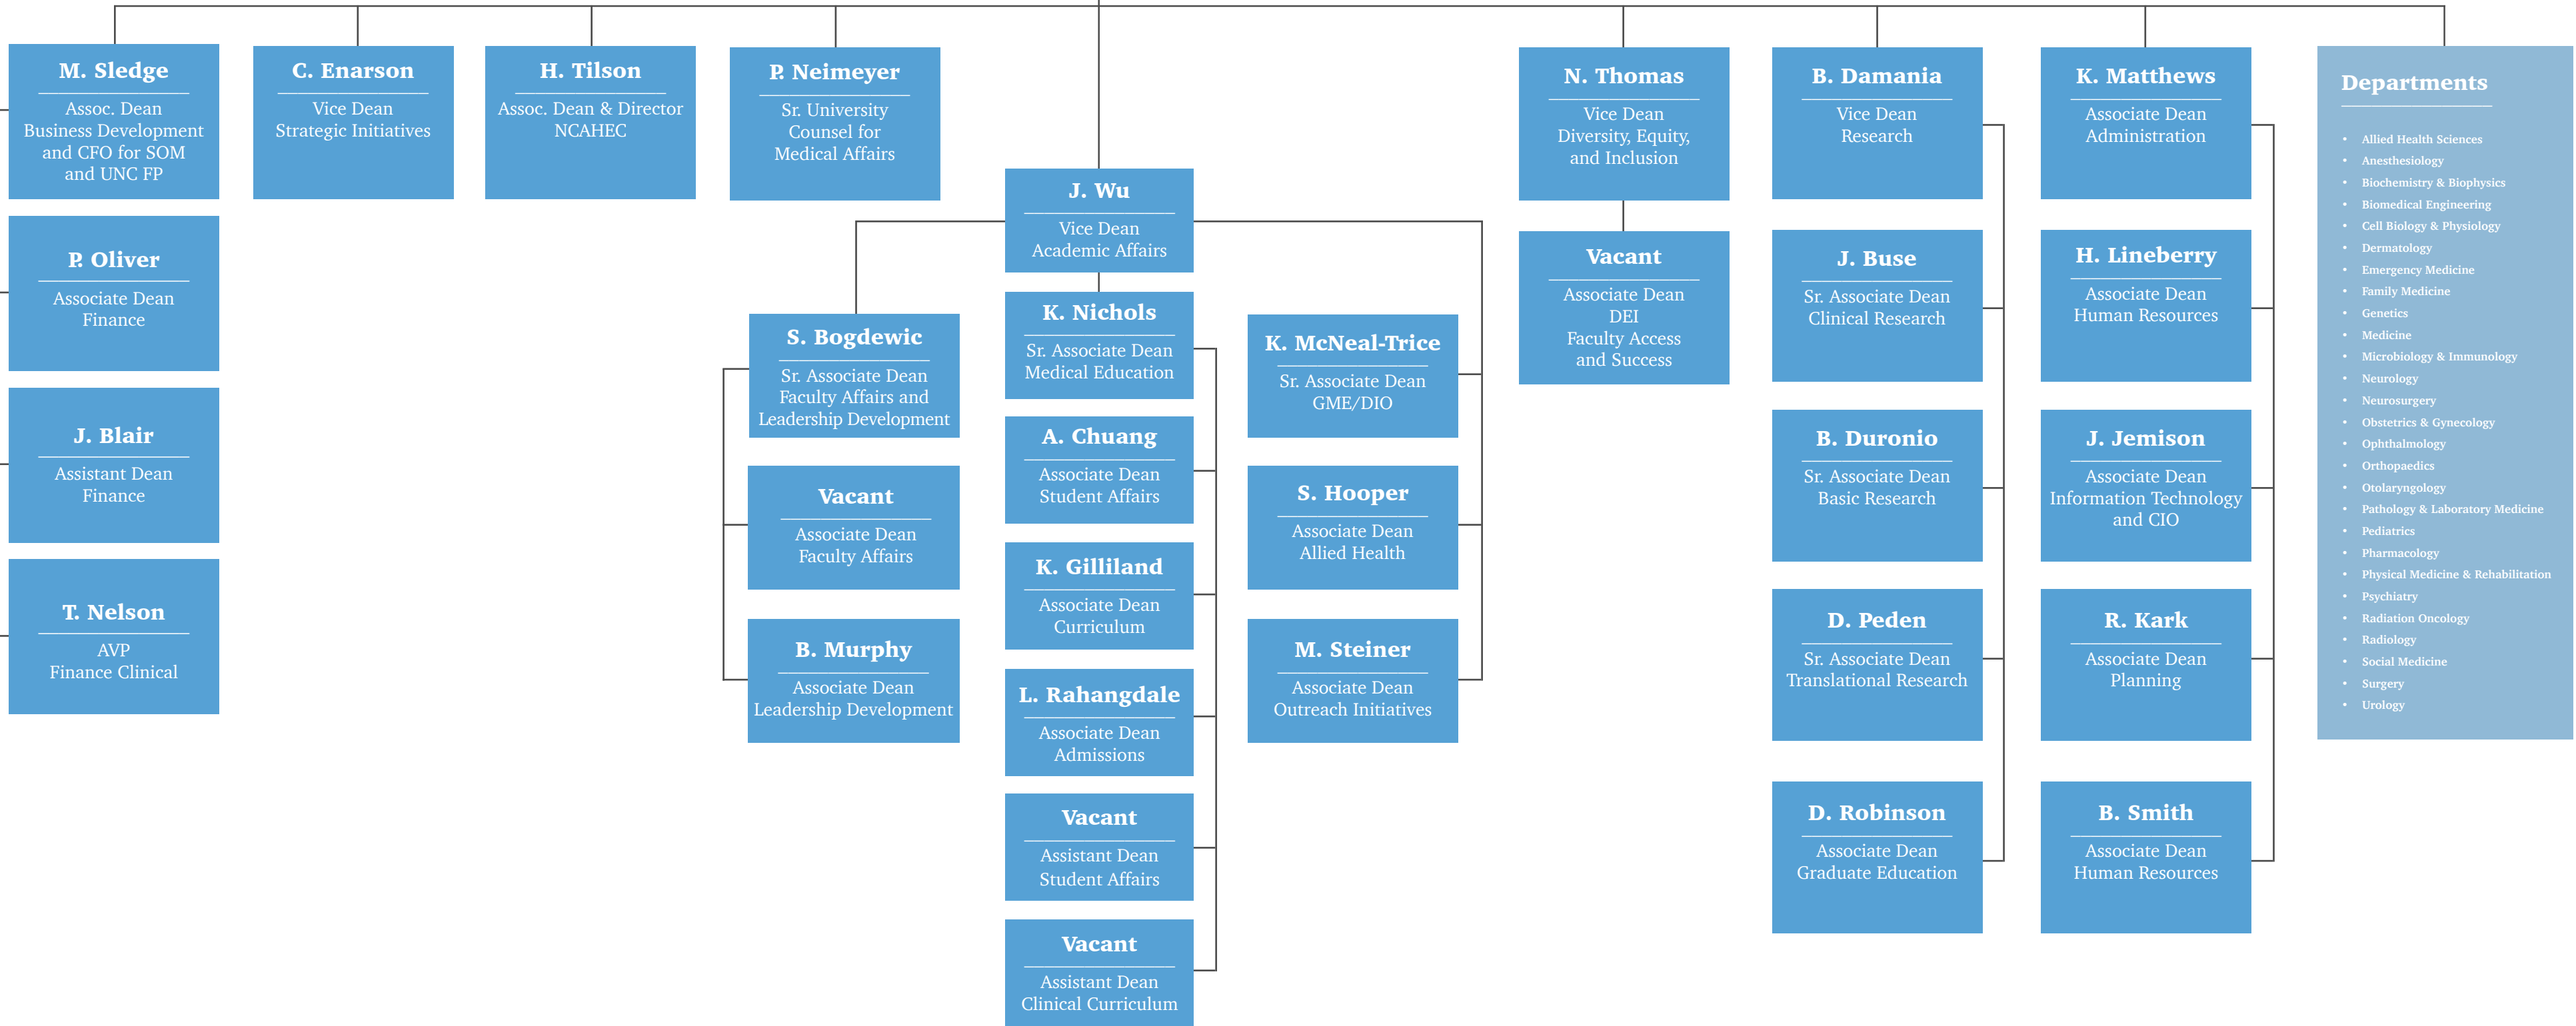 M. Sledge
Assoc. Dean
Business Development
and CFO for SOM
and UNC FP
P. Oliver
Associate Dean
Finance
J. Blair
Assistant Dean
Finance
T. Nelson
AVP
Finance Clinical
C. Enarson
Vice Dean
Strategic Initiatives
H. Tilson
Assoc. Dean & Director
NCAHEC
P. Neimeyer
Sr. University
Counsel for
Medical Affairs
J. Wu
Vice Dean
Academic Affairs
S. Bogdewic
Sr. Associate Dean
Faculty Affairs and
Leadership Development
Vacant
Associate Dean
Faculty Affairs
B. Murphy
Associate Dean
Leadership Development
K. Nichols
Sr. Associate Dean
Medical Education
A. Chuang
Associate Dean
Student Affairs
K. Gilliland
Associate Dean
Curriculum
L. Rahangdale
Associate Dean
Admissions
Vacant
Assistant Dean
Student Affairs
Vacant
Assistant Dean
Clinical Curriculum
K. McNeal-Trice
Sr. Associate Dean
GME/DIO
S. Hooper
Associate Dean
Allied Health
M. Steiner
Associate Dean
Outreach Initiatives
N. Thomas
Vice Dean
Diversity, Equity,
and Inclusion
Vacant
Associate Dean
DEI
Faculty Access
and Success
B. Damania
Vice Dean
Research
J. Buse
Sr. Associate Dean
Clinical Research
B. Duronio
Sr. Associate Dean
Basic Research
D. Peden
Sr. Associate Dean
Translational Research
D. Robinson
Associate Dean
Graduate Education
K. Matthews
Associate Dean
Administration
H. Lineberry
Associate Dean
Human Resources
J. Jemison
Associate Dean
Information Technology
and CIO
R. Kark
Associate Dean
Planning
B. Smith
Associate Dean
Human Resources
Departments
• Allied Health Sciences
• Anesthesiology
• Biochemistry & Biophysics
• Biomedical Engineering
• Cell Biology & Physiology
• Dermatology
• Emergency Medicine
• Family Medicine
• Genetics
• Medicine
• Microbiology & Immunology
• Neurology
• Neurosurgery
• Obstetrics & Gynecology
• Ophthalmology
• Orthopaedics
• Otolaryngology
• Pathology & Laboratory Medicine
• Pediatrics
• Pharmacology
• Physical Medicine & Rehabilitation
• Psychiatry
• Radiation Oncology
• Radiology
• Social Medicine
• Surgery
• Urology